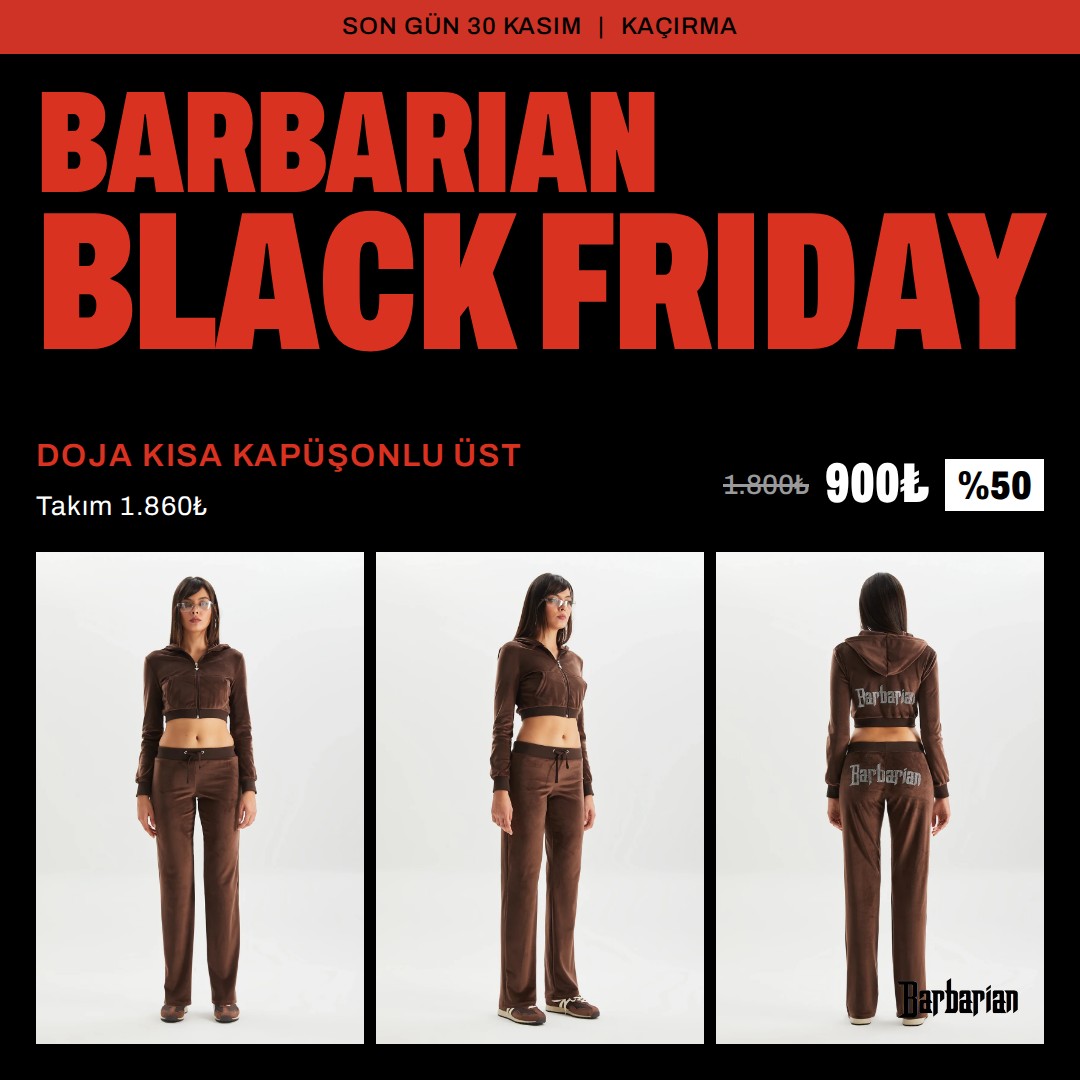 SON GÜN 30 KASIM | KAÇIRMA
BARBARIAN
BLACK FRIDAY
DOJA KISA KAPÜŞONLU ÜST
Takım 1.860₺
1.800₺ 900₺ %50
Barbarian
Barbarian
Barbarian